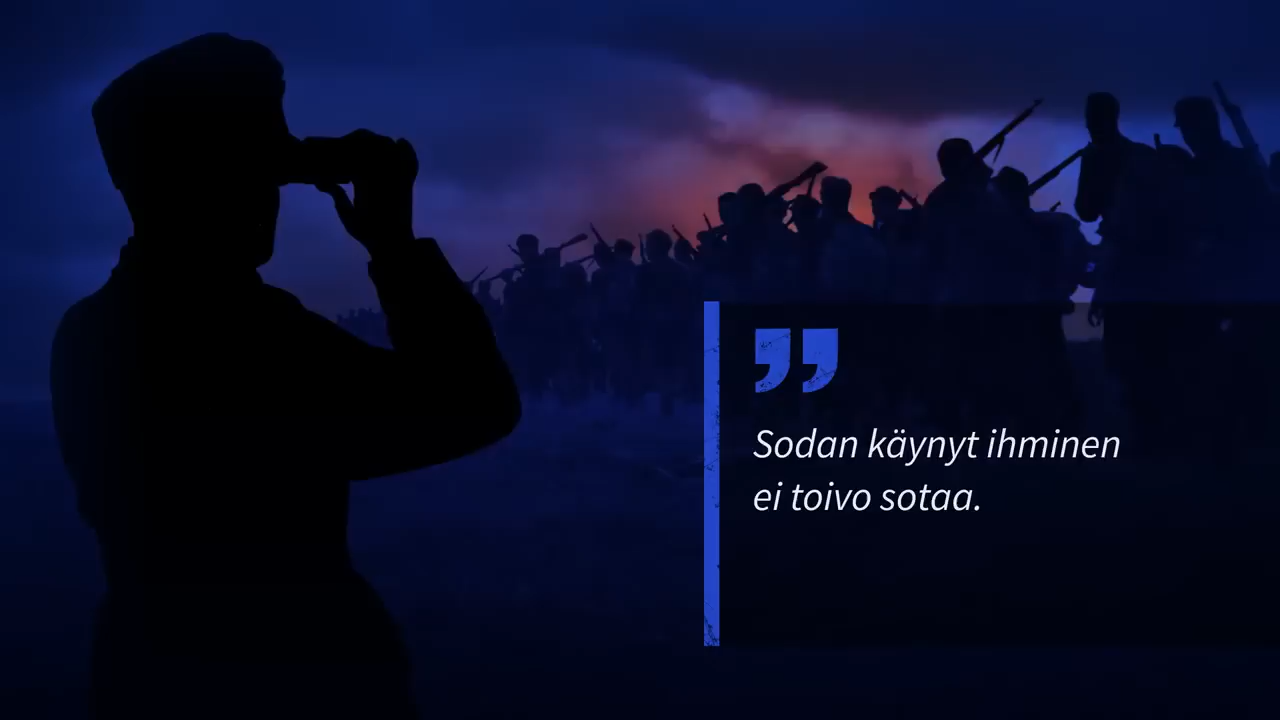 ”
Sodan käynyt ihminen
ei toivo sotaa.